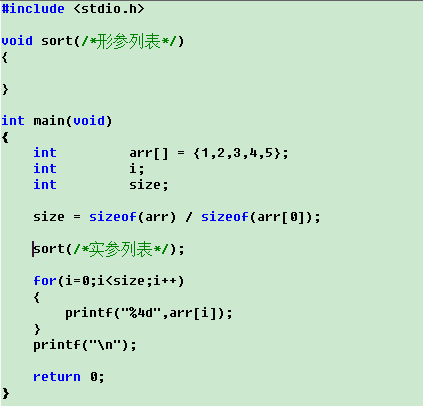 #include <stdio.h>
void sort(/*形参列表*/)
{
}
int main(void)
{
int arr[] = {1,2,3,4,5};
int i;
int size;
size = sizeof(arr) / sizeof(arr[0]);
sort(/*实参列表*/);
for(i=0;i<size;i++)
{
printf("%4d",arr[i]);
}
printf("\n");
return 0;
}